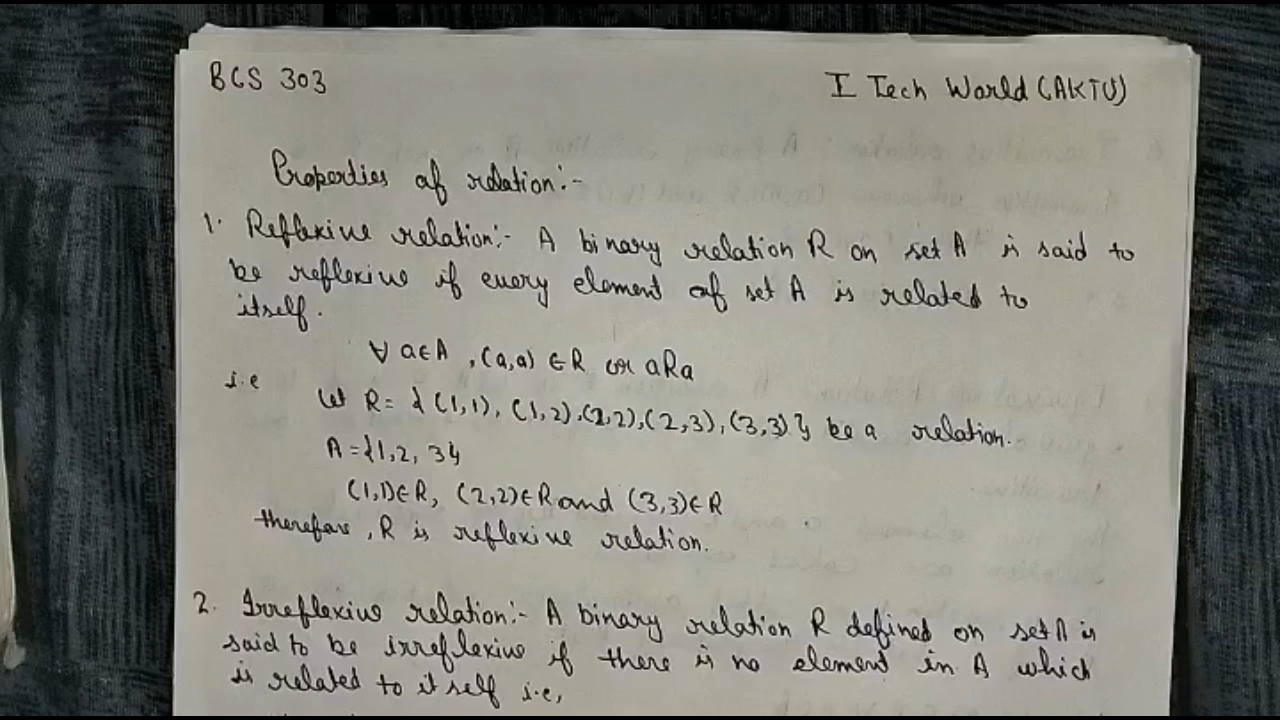 BCS 303
I Tech World (AKTU)
Properties of relation:-
1. Reflexive relation:- A binary relation R on set A is said to
be reflexive if every element of set A is related to
itself.
∀ a∈A , (a,a) ∈ R or aRa
i.e
let R= { (1,1), (1,2), (2,2), (2,3), (3,3) } be a relation.
A = {1,2, 3}
(1,1)∈R, (2,2)∈R and (3,3)∈R
therefore, R is reflexive relation.
2. Irreflexive relation:- A binary relation R defined on set A is
said to be irreflexive if there is no element in A which
is related to itself i.e,